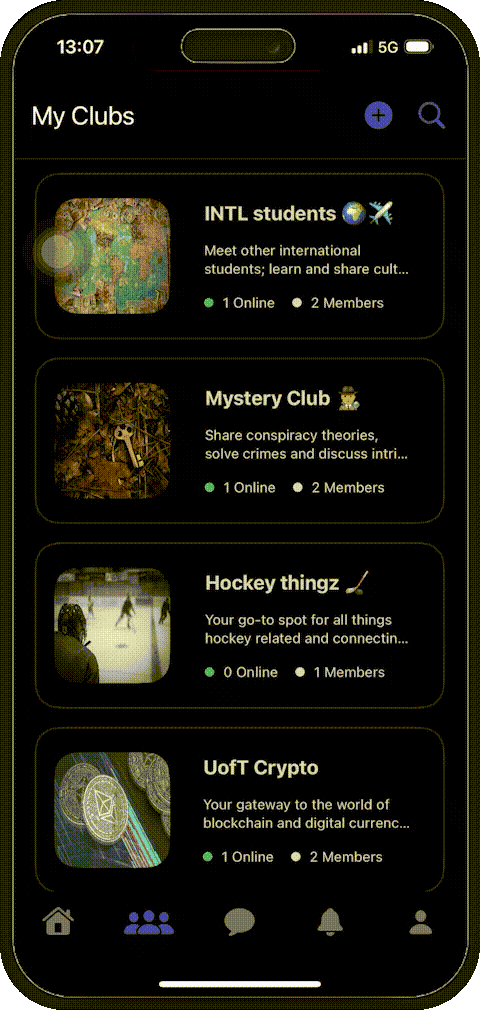 13:07
5G
My Clubs
INTL students 🌍✈️
Meet other international
students; learn and share cult...
1 Online 2 Members
Mystery Club 🕵️
Share conspiracy theories,
solve crimes and discuss intri...
1 Online 2 Members
Hockey thingz 🏒
Your go-to spot for all things
hockey related and connectin...
0 Online 1 Members
UofT Crypto
Your gateway to the world of
blockchain and digital currenc...
1 Online 2 Members